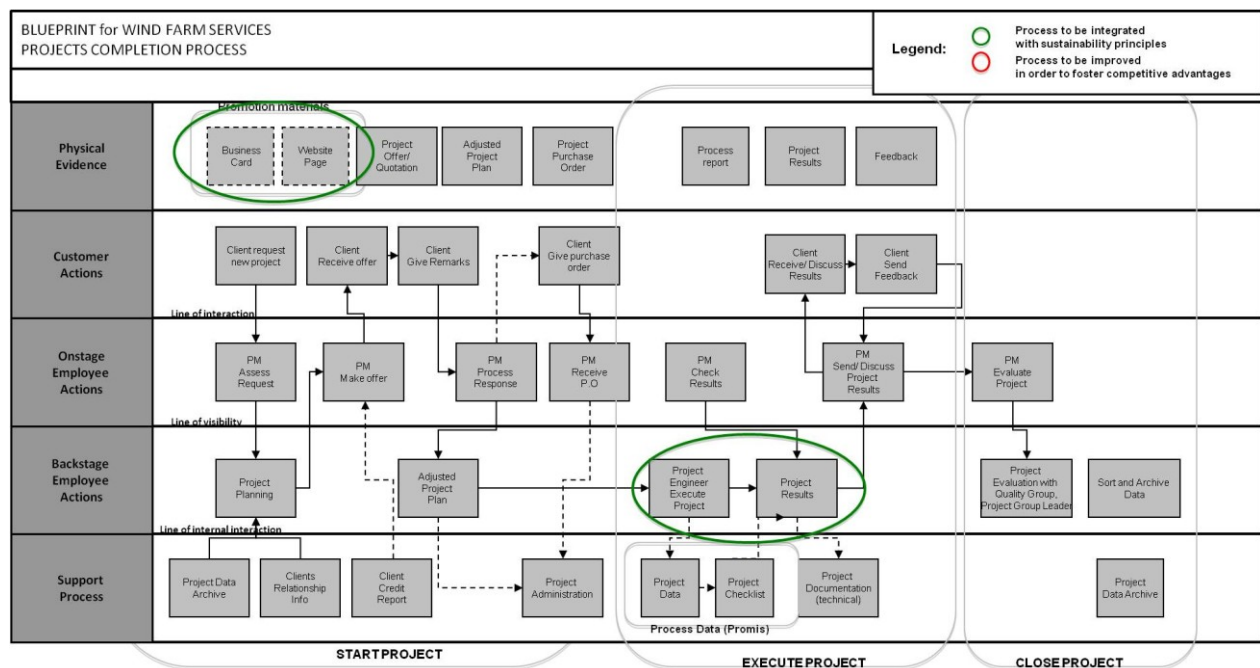 BLUEPRINT for WIND FARM SERVICES
PROJECTS COMPLETION PROCESS
Legend:
Process to be integrated
with sustainability principles
Process to be improved
in order to foster competitive advantages
Physical
Evidence
Promotion materials
Business
Card
Website
Page
Project
Offer/
Quotation
Adjusted
Project
Plan
Project
Purchase
Order
Process
report
Project
Results
Feedback
Customer
Actions
Client request
new project
Client
Receive offer
Client
Give Remarks
Client
Give purchase
order
Client
Receive/ Discuss
Results
Client
Send
Feedback
Line of interaction
Onstage
Employee
Actions
PM
Assess
Request
PM
Make offer
PM
Process
Response
PM
Receive
P.O
PM
Check
Results
PM
Send/ Discuss
Project
Results
PM
Evaluate
Project
Line of visibility
Backstage
Employee
Actions
Project
Planning
Adjusted
Project
Plan
Project
Engineer
Execute
Project
Project
Results
Project
Evaluation with
Quality Group,
Project Group Leader
Sort and Archive
Data
Line of internal interaction
Support
Process
Project Data
Archive
Clients
Relationship
Info
Client
Credit
Report
Project
Administration
Project
Data
Project
Checklist
Project
Documentation
(technical)
Project
Data Archive
Process Data (Promis)
START PROJECT
EXECUTE PROJECT
CLOSE PROJECT